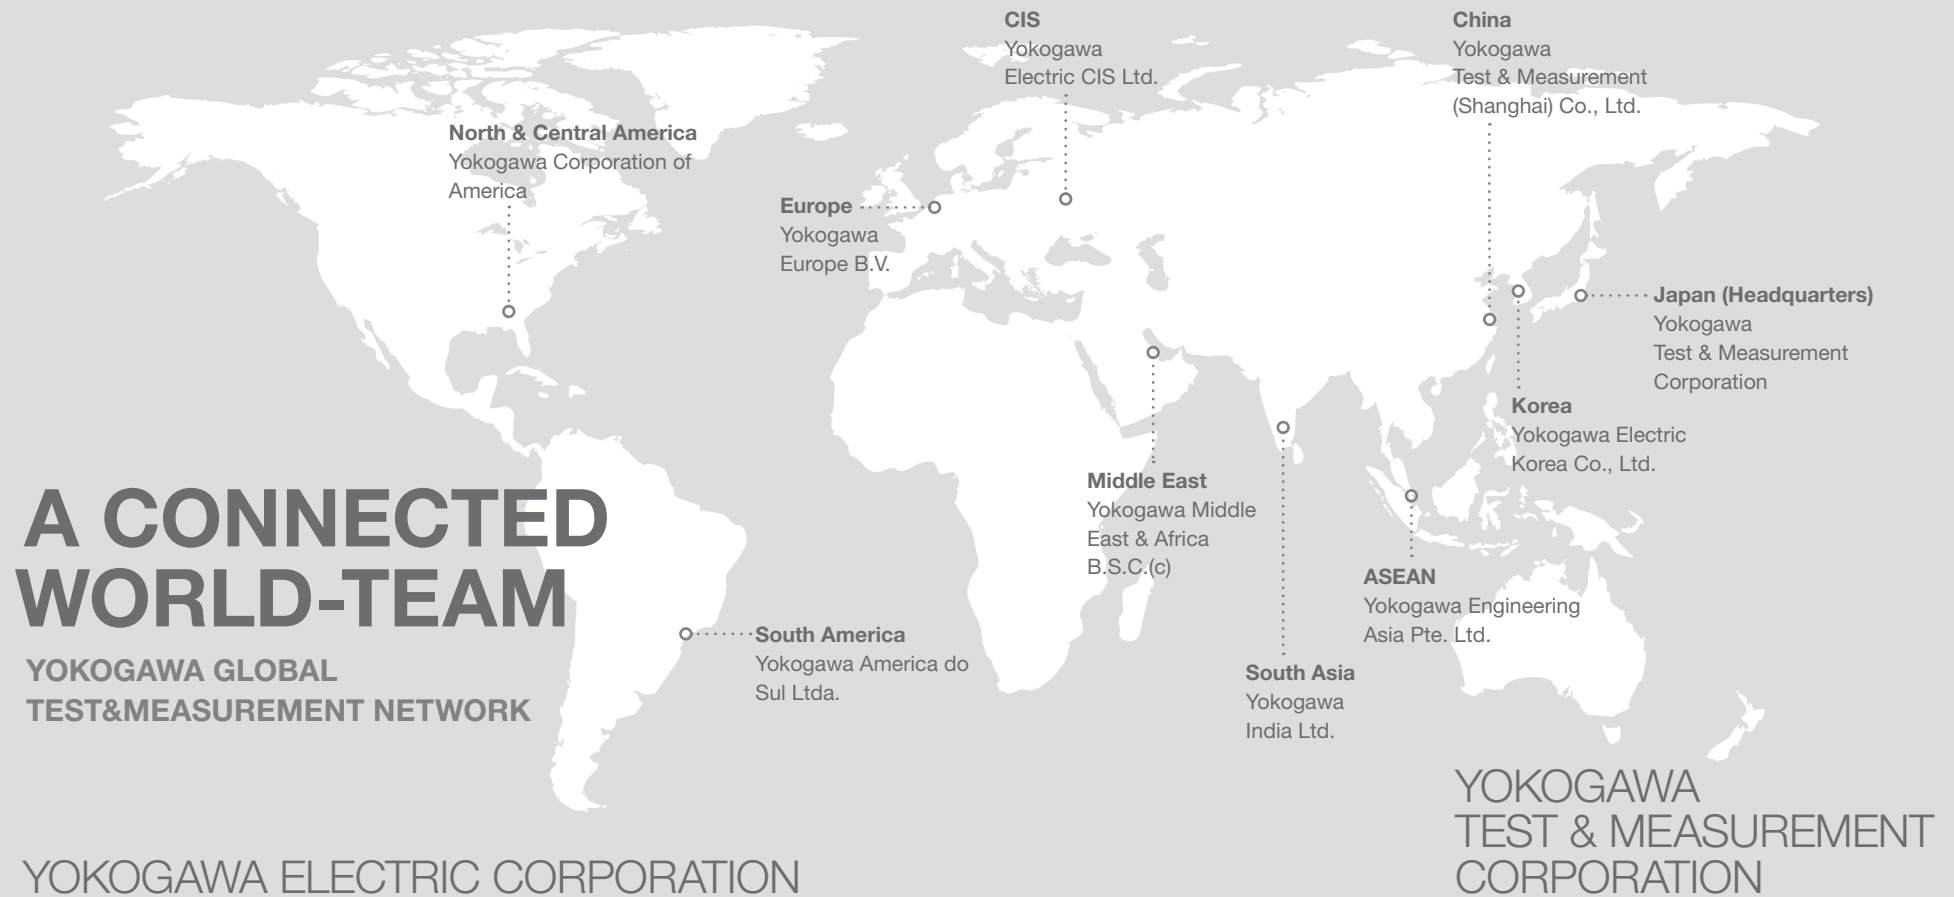 CIS
Yokogawa
Electric CIS Ltd.
China
Yokogawa
Test & Measurement
(Shanghai) Co., Ltd.
North & Central America
Yokogawa Corporation of
America
Europe
Yokogawa
Europe B.V.
Japan (Headquarters)
Yokogawa
Test & Measurement
Corporation
Korea
Yokogawa Electric
Korea Co., Ltd.
Middle East
Yokogawa Middle
East & Africa
B.S.C.(c)
ASEAN
Yokogawa Engineering
Asia Pte. Ltd.
South America
Yokogawa America do
Sul Ltda.
South Asia
Yokogawa
India Ltd.
A CONNECTED
WORLD-TEAM
YOKOGAWA GLOBAL
TEST&MEASUREMENT NETWORK
YOKOGAWA ELECTRIC CORPORATION
YOKOGAWA
TEST & MEASUREMENT
CORPORATION